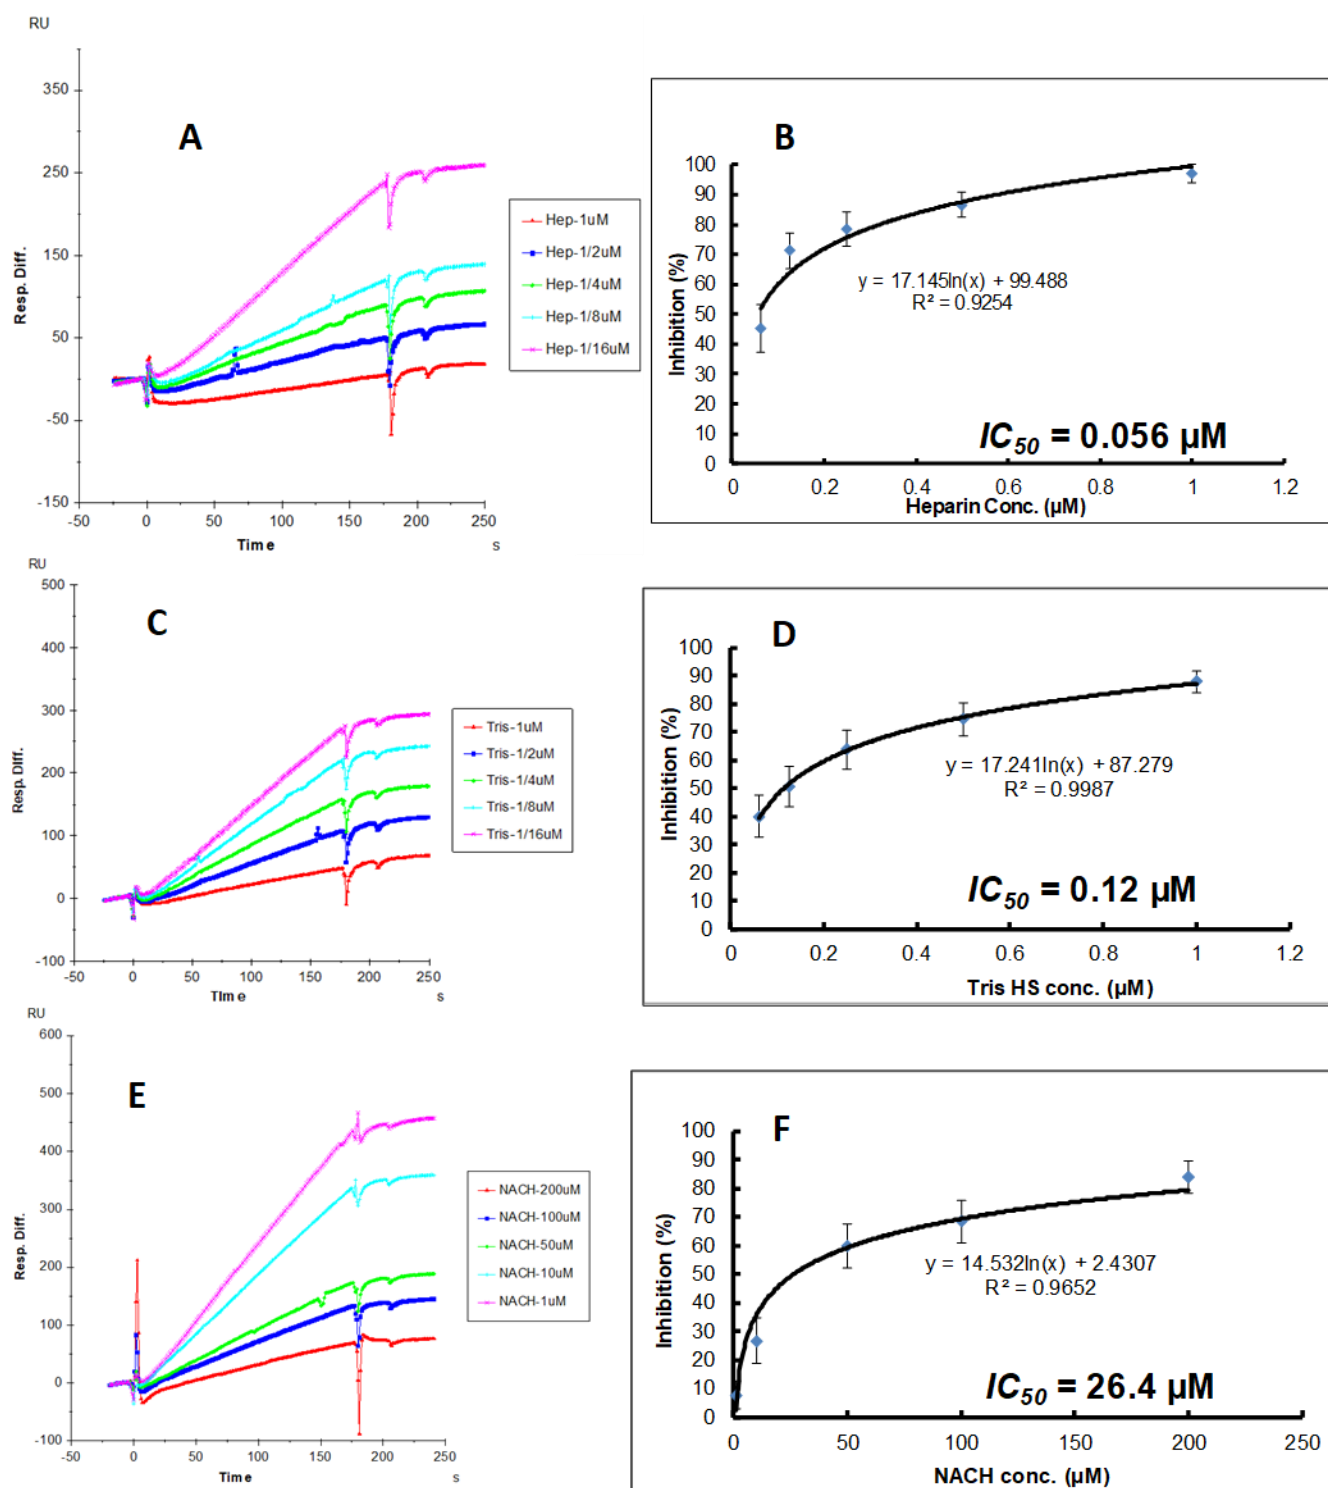 RU
A
Resp. Diff.
350
250
150
50
-50
-150
-50
0
50
100
150
200
250
Time
s
Hep-1uM
Hep-1/2uM
Hep-1/4uM
Hep-1/8uM
Hep-1/16uM
B
Inhibition (%)
100
90
80
70
60
50
40
30
20
10
0
y = 17.145ln(x) + 99.488
R² = 0.9254
IC50 = 0.056 µM
0
0.2
0.4
0.6
0.8
1
1.2
Heparin Conc. (µM)
RU
C
Resp. Diff.
500
400
300
200
100
0
-100
-50
0
50
100
150
200
250
TIme
s
Tris-1uM
Tris-1/2uM
Tris-1/4uM
Tris-1/8uM
Tris-1/16uM
D
Inhibition (%)
100
90
80
70
60
50
40
30
20
10
0
y = 17.241ln(x) + 87.279
R² = 0.9987
IC50 = 0.12 µM
0
0.2
0.4
0.6
0.8
1
1.2
Tris HS conc. (µM)
RU
E
Resp. Diff.
600
500
400
300
200
100
0
-100
-50
0
50
100
150
200
250
Time
s
NACH-200uM
NACH-100uM
NACH-50uM
NACH-10uM
NACH-1uM
F
Inhibition (%)
100
90
80
70
60
50
40
30
20
10
0
y = 14.532ln(x) + 2.4307
R² = 0.9652
IC50 = 26.4 µM
0
50
100
150
200
250
NACH conc. (µM)